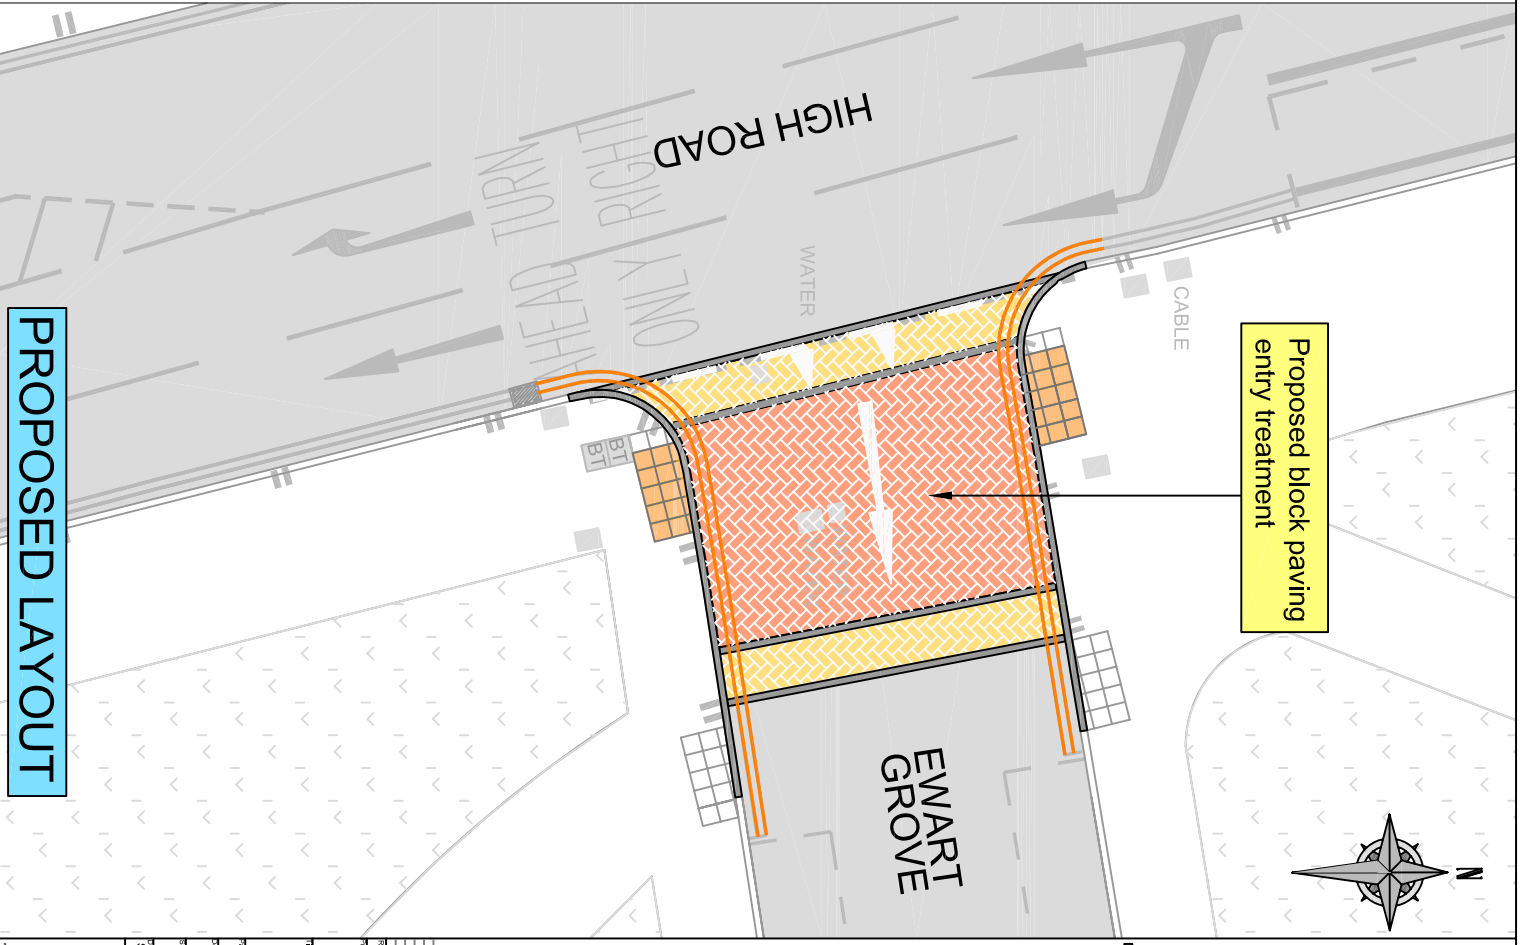 PROPOSED LAYOUT
HIGH ROAD
Proposed block paving
entry treatment
EWART
GROVE
TURN
RIGHT
AHEAD
ONLY
WATER
CABLE
BT
BT
N